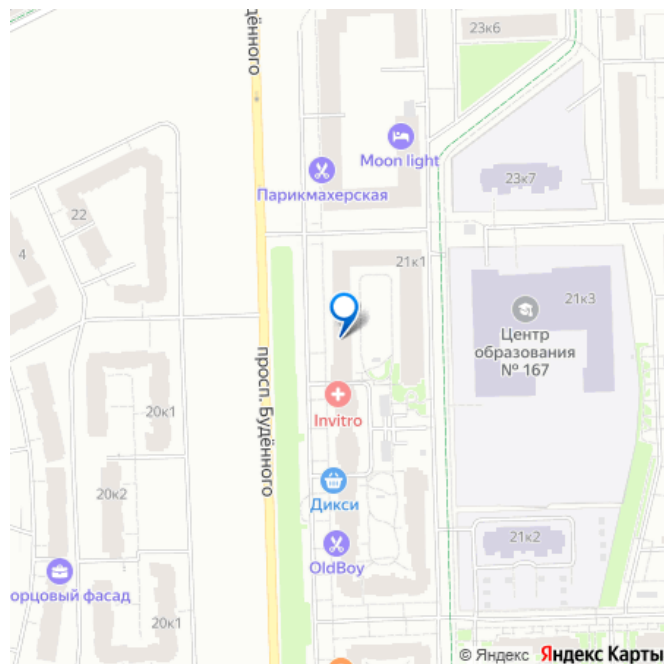 23к6
дённого
Moon light
Парикмахерская
23к7
22
4
21к1
21к3
Центр
образования
№ 167
просп. Будённого
Invitro
20к1
20к2
Дикси
21к2
OldBoy
орцовый фасад
20к1
© Яндекс Яндекс Карты